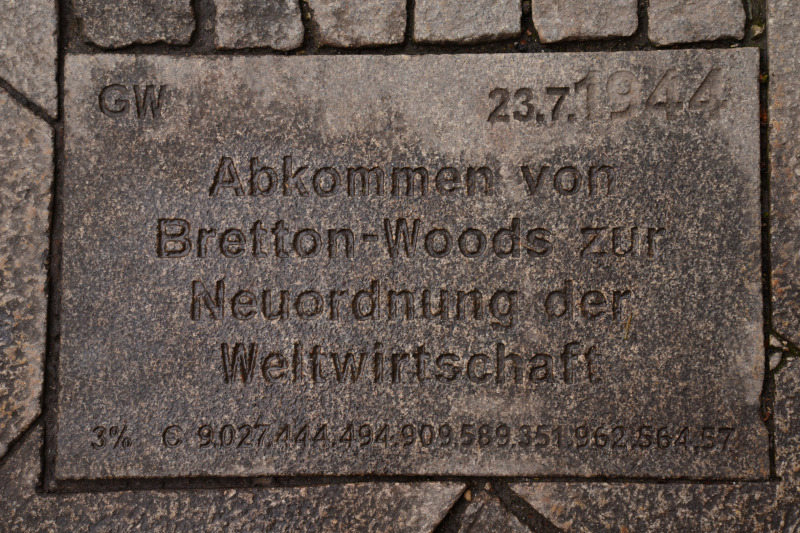 GW 23.7.1944
Abkommen von
Bretton-Woods zur
Neuordnung der
Weltwirtschaft
3% € 9.027.444.494.909.589.351.962.564,57